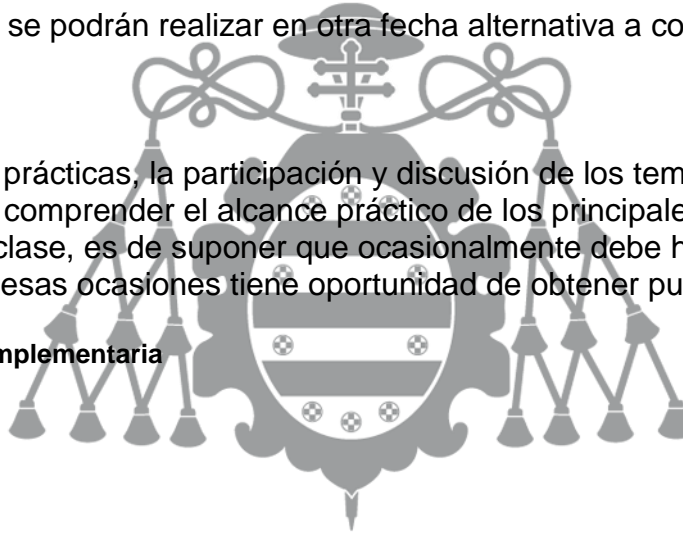 se podrán realizar en otra fecha alternativa a co
prácticas, la participación y discusión de los tem
comprender el alcance práctico de los principale
clase, es de suponer que ocasionalmente debe h
esas ocasiones tiene oportunidad de obtener pu
mplementaria